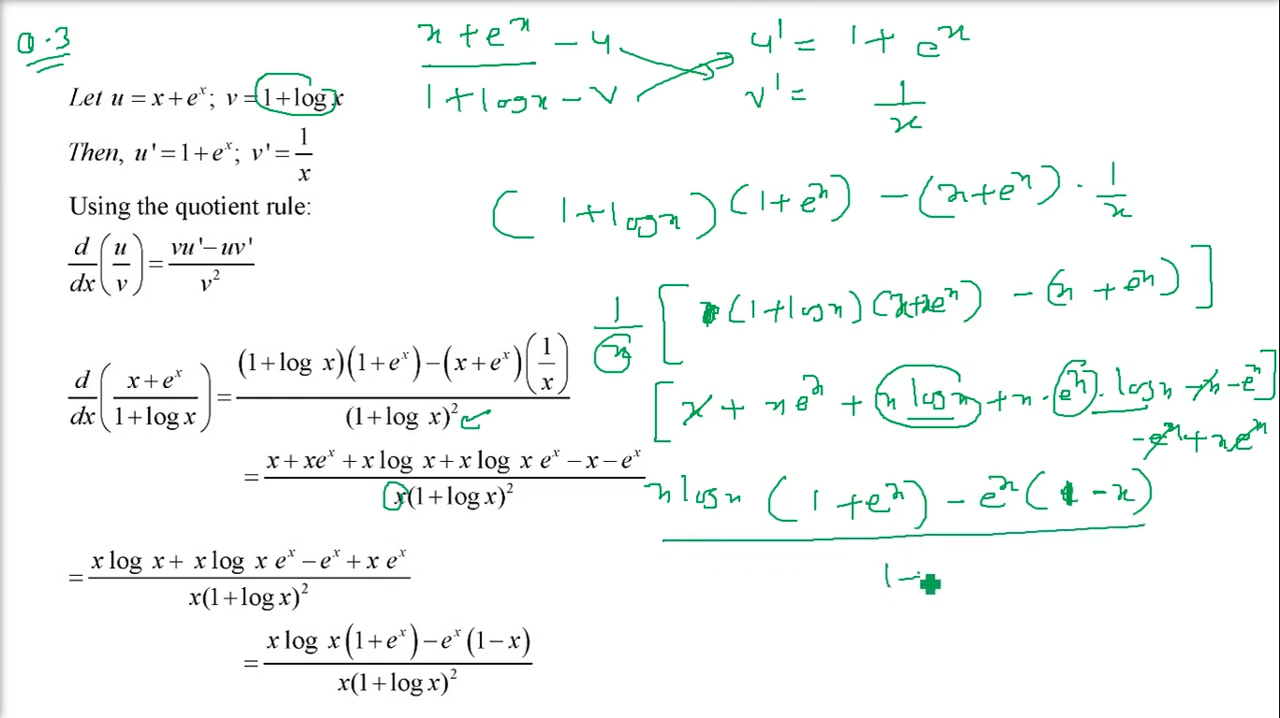 Q.3
x + e^x – u
1 + log x – v
u' = 1 + e^x
v' = 1/x
Let u = x + e^x; v = 1 + log x
Then, u' = 1 + e^x; v' = 1/x
Using the quotient rule:
d/dx (u/v) = (vu' − uv')/v^2
(1 + log x)(1 + e^x) − (x + e^x) · 1/x
1/x [(1 + log x)(x + xe^x) − (x + e^x)]
d/dx ((x + e^x)/(1 + log x)) = ((1 + log x)(1 + e^x) − (x + e^x)(1/x))/(1 + log x)^2
[x + xe^x + x log x + x · e^x · log x − x − e^x]
− e^x + xe^x
= (x + xe^x + x log x + x log x e^x − x − e^x)/(x(1 + log x)^2)
x log x (1 + e^x) − e^x (1 − x)
1 –
= (x log x + x log x e^x − e^x + x e^x)/(x(1 + log x)^2)
= (x log x (1 + e^x) − e^x (1 − x))/(x(1 + log x)^2)